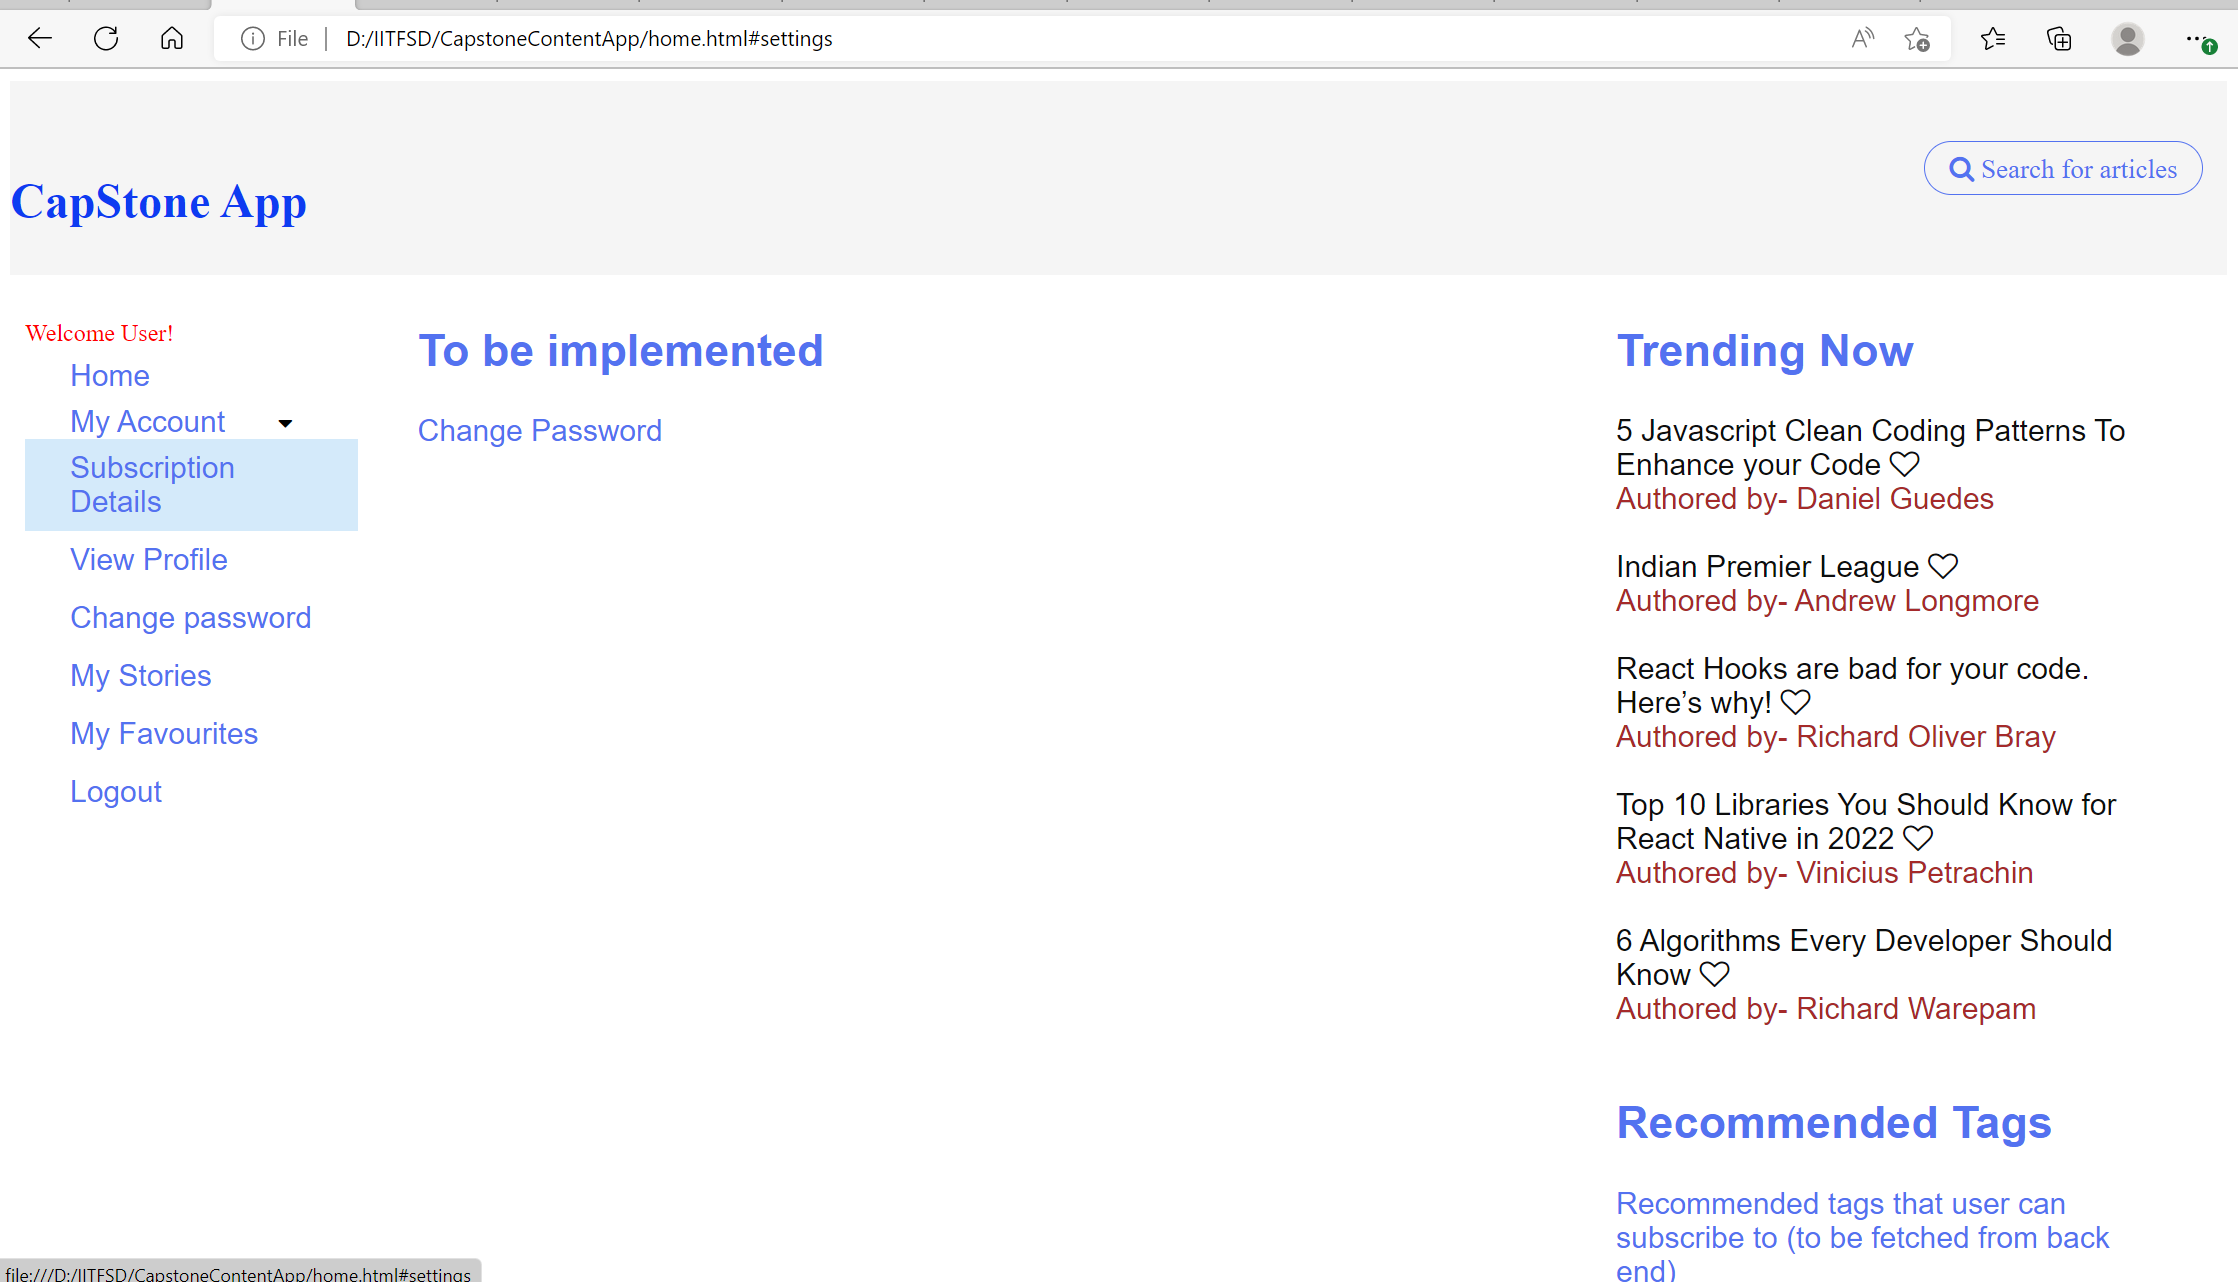 File
D:/IITFSD/CapstoneContentApp/home.html#settings
CapStone App
Search for articles
Welcome User!
Home
My Account
Subscription
Details
View Profile
Change password
My Stories
My Favourites
Logout
To be implemented
Change Password
Trending Now
5 Javascript Clean Coding Patterns To
Enhance your Code
Authored by- Daniel Guedes
Indian Premier League
Authored by- Andrew Longmore
React Hooks are bad for your code.
Here’s why!
Authored by- Richard Oliver Bray
Top 10 Libraries You Should Know for
React Native in 2022
Authored by- Vinicius Petrachin
6 Algorithms Every Developer Should
Know
Authored by- Richard Warepam
Recommended Tags
Recommended tags that user can
subscribe to (to be fetched from back
end)
file:///D:/IITFSD/CapstoneContentApp/home.html#settings